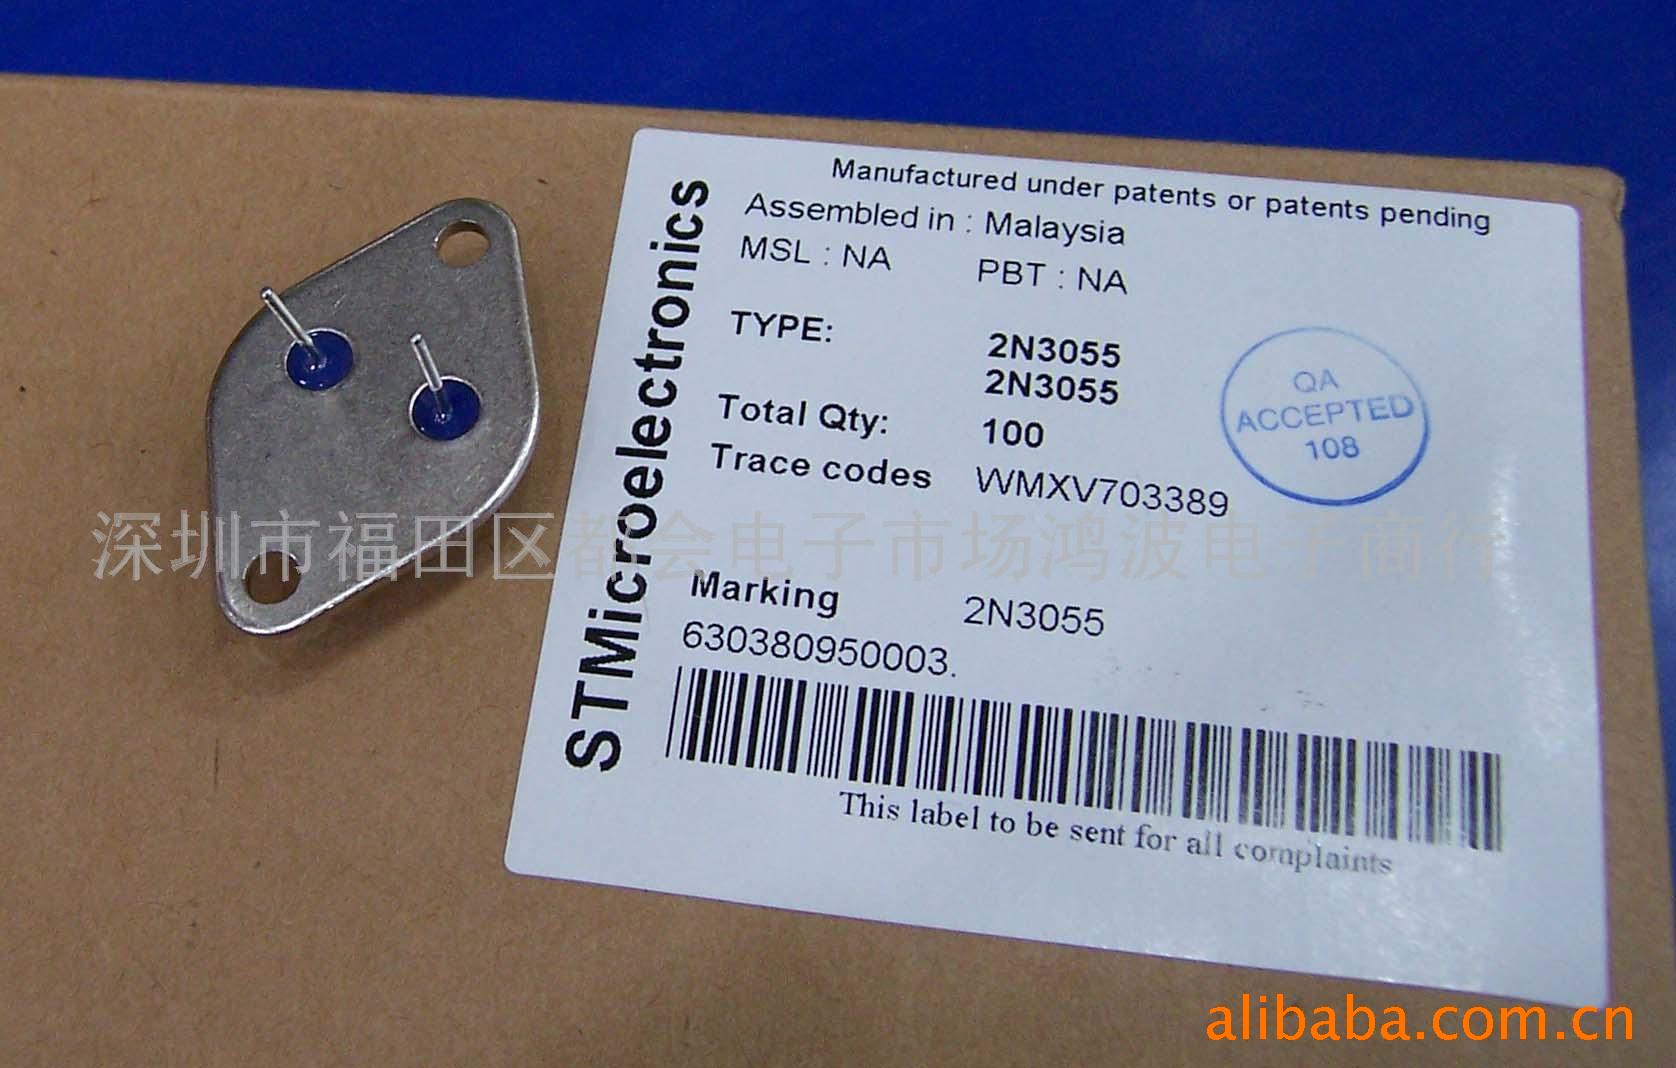 Manufactured under patents or patents pending
Assembled in : Malaysia
MSL : NA PBT : NA
TYPE: 2N3055
2N3055
Total Qty: 100
Trace codes WMXV703389
QA
ACCEPTED
108
STMicroelectronics
深圳市福田区都会电子市场鸿波电子商行
Marking 2N3055
630380950003.
This label to be sent for all complaints
alibaba.com.cn